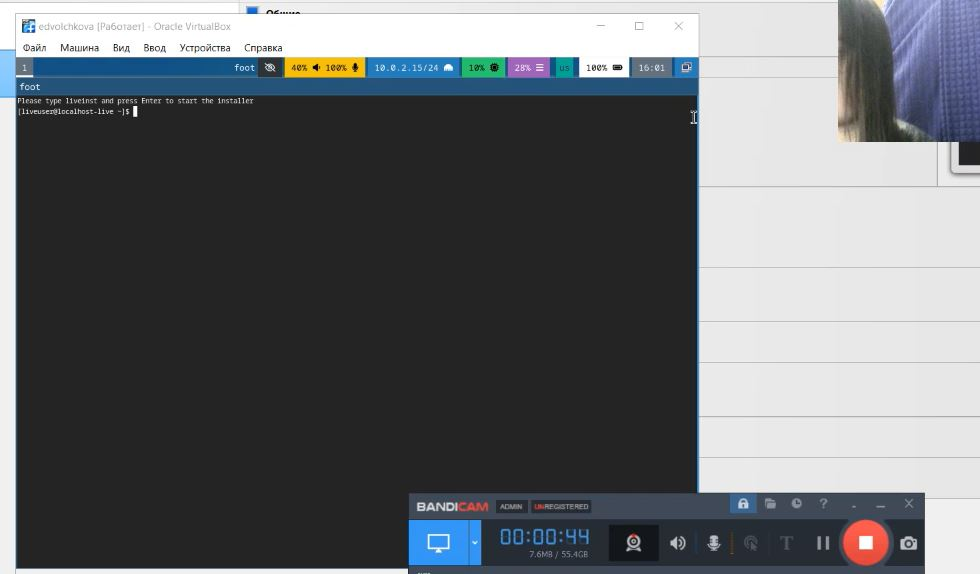 Общие
edvolchkova [Работает] - Oracle VirtualBox
Файл Машина Вид Ввод Устройства Справка
1 foot 40% 100% 10.0.2.15/24 10% 28% us 100% 16:01
foot
Please type liveinst and press Enter to start the installer
[liveuser@localhost-live ~]$
BANDICAM ADMIN UNREGISTERED ?
00:00:44
7.6MB / 55.4GB
T